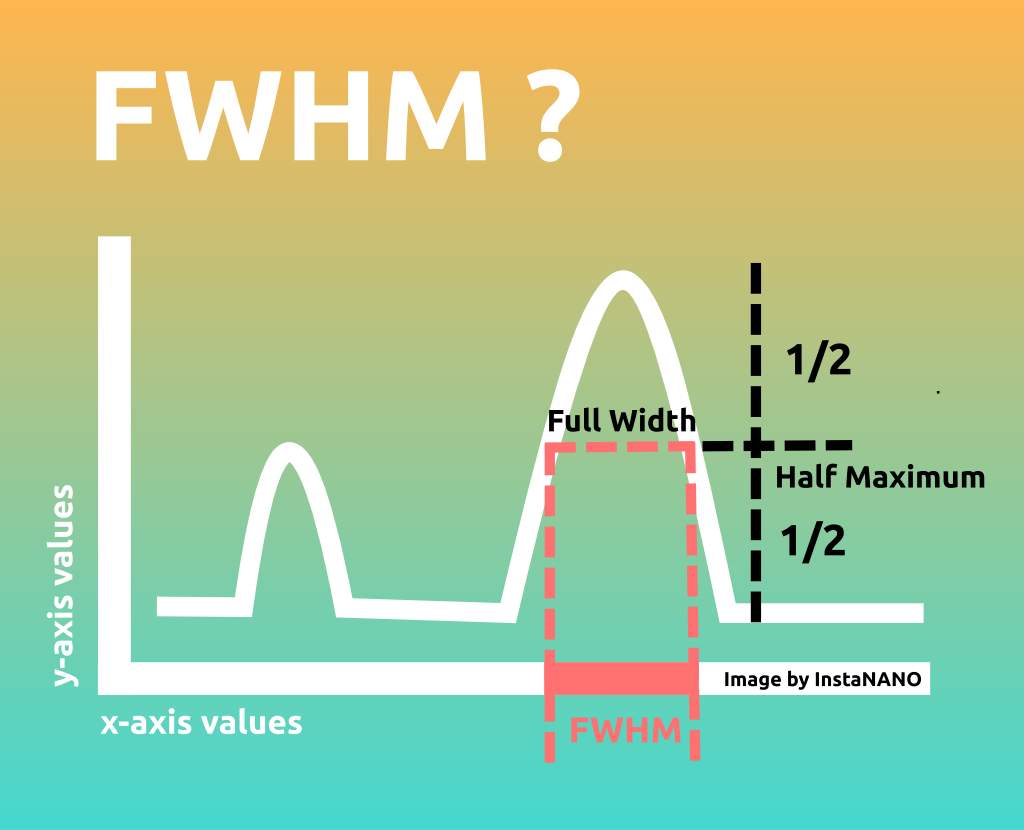 FWHM ?
1/2
Full Width
Half Maximum
1/2
y-axis values
Image by InstaNANO
x-axis values
FWHM